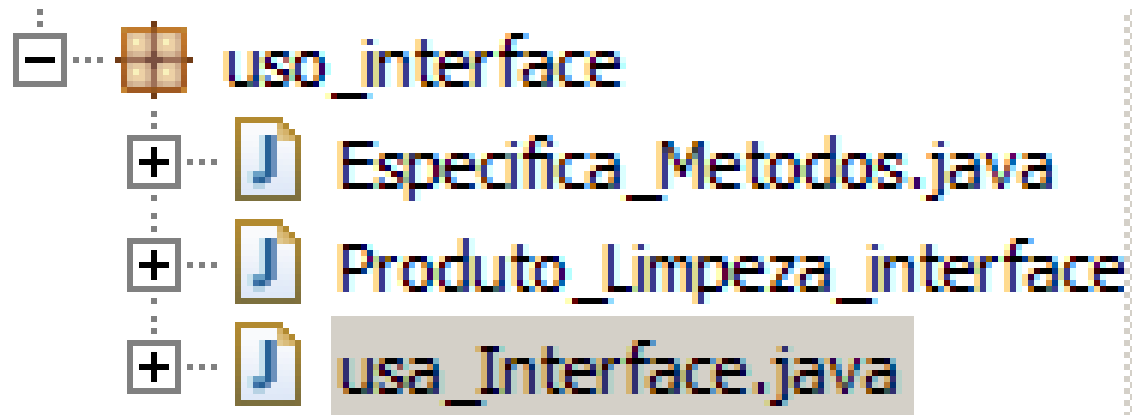 uso_interface
Especifica_Metodos.java
Produto_Limpeza_interface
usa_Interface.java